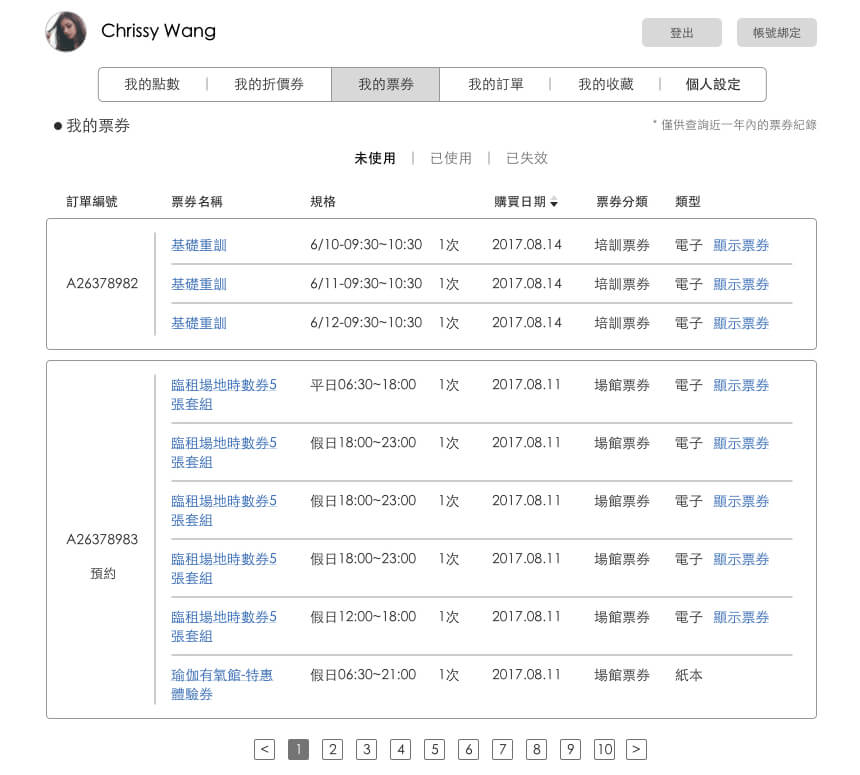 Chrissy Wang
登出
帳號綁定
我的點數 | 我的折價券 我的票券 我的訂單 | 我的收藏 | 個人設定
● 我的票券
* 僅供查詢近一年內的票券紀錄
未使用 | 已使用 | 已失效
訂單編號 票券名稱 規格 購買日期 票券分類 類型
基礎重訓 6/10-09:30~10:30 1次 2017.08.14 培訓票券 電子 顯示票券
A26378982 基礎重訓 6/11-09:30~10:30 1次 2017.08.14 培訓票券 電子 顯示票券
基礎重訓 6/12-09:30~10:30 1次 2017.08.14 培訓票券 電子 顯示票券
臨租場地時數券5 平日06:30~18:00 1次 2017.08.11 場館票券 電子 顯示票券
張套組
臨租場地時數券5 假日18:00~23:00 1次 2017.08.11 場館票券 電子 顯示票券
張套組
臨租場地時數券5 假日18:00~23:00 1次 2017.08.11 場館票券 電子 顯示票券
張套組
A26378983
預約
臨租場地時數券5 假日18:00~23:00 1次 2017.08.11 場館票券 電子 顯示票券
張套組
臨租場地時數券5 假日12:00~18:00 1次 2017.08.11 場館票券 電子 顯示票券
張套組
瑜伽有氧館-特惠 假日06:30~21:00 1次 2017.08.11 場館票券 紙本
體驗券
< 1 2 3 4 5 6 7 8 9 10 >